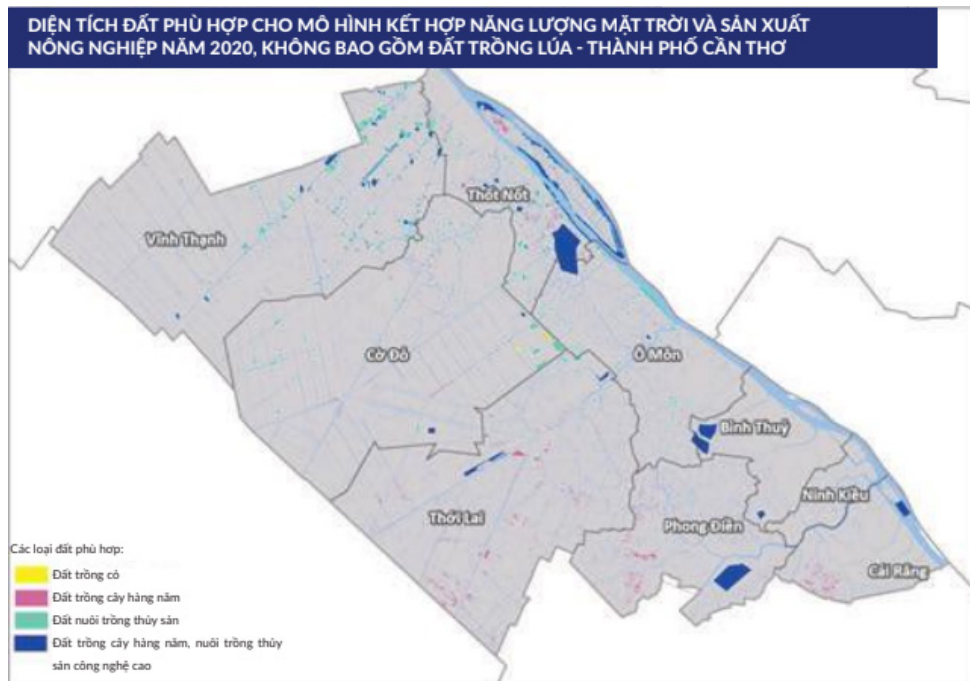 DIỆN TÍCH ĐẤT PHÙ HỢP CHO MÔ HÌNH KẾT HỢP NĂNG LƯỢNG MẶT TRỜI VÀ SẢN XUẤT
NÔNG NGHIỆP NĂM 2020, KHÔNG BAO GỒM ĐẤT TRỒNG LÚA - THÀNH PHỐ CẦN THƠ
Thốt Nốt
Vĩnh Thạnh
Cờ Đỏ
Ô Môn
Bình Thuỷ
Ninh Kiều
Thới Lai
Phong Điền
Cái Răng
Các loại đất phù hợp:
Đất trồng cỏ
Đất trồng cây hàng năm
Đất nuôi trồng thủy sản
Đất trồng cây hàng năm, nuôi trồng thủy
sản công nghệ cao